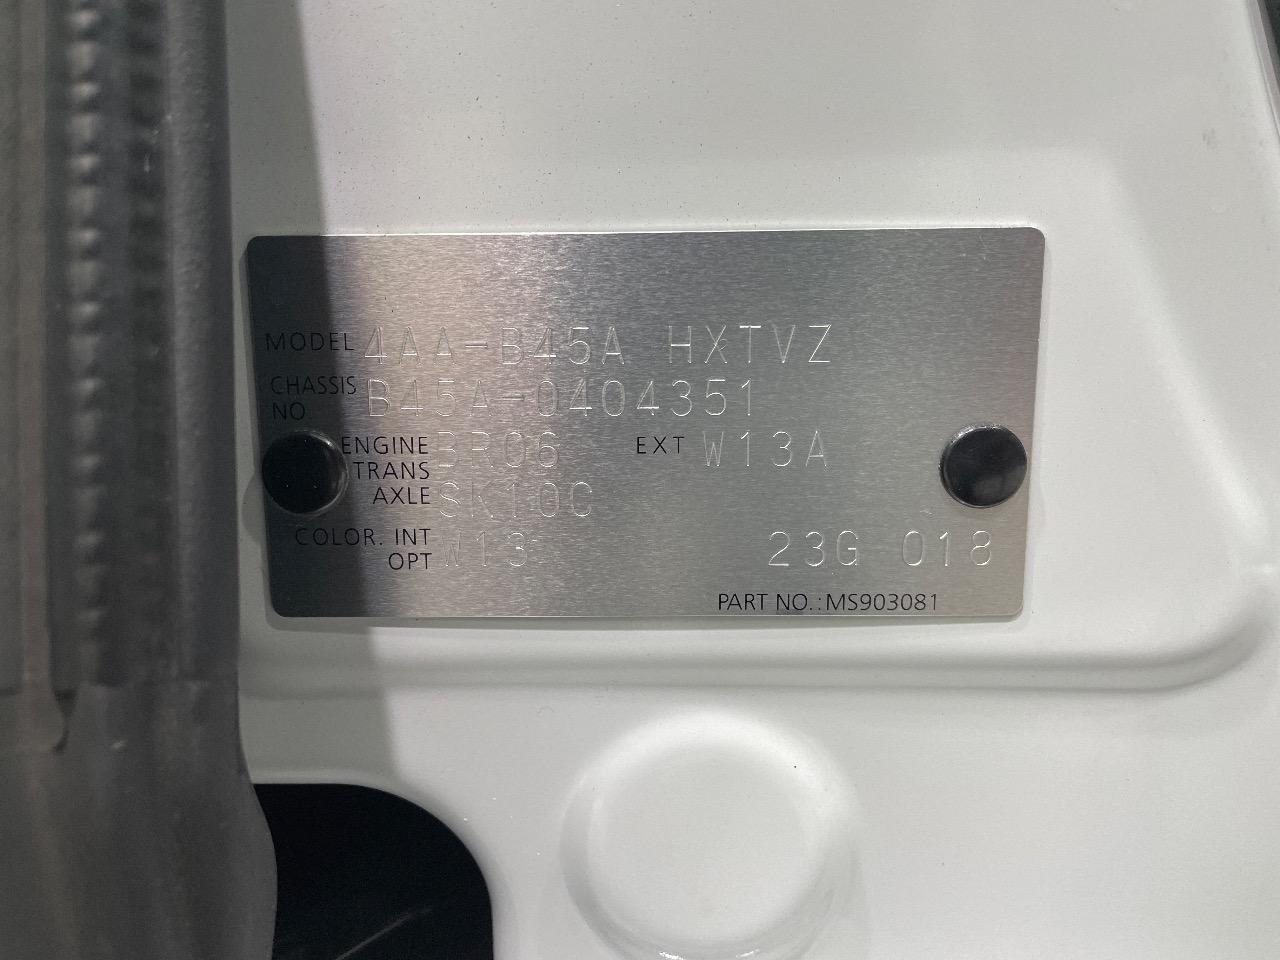 MODEL 4AA-B45A HXTVZ
CHASSIS NO B45A-0404351
ENGINE BR06 EXT W13A
TRANS AXLE SK10C
COLOR. INT OPT W13 23G 018
PART NO.:MS903081